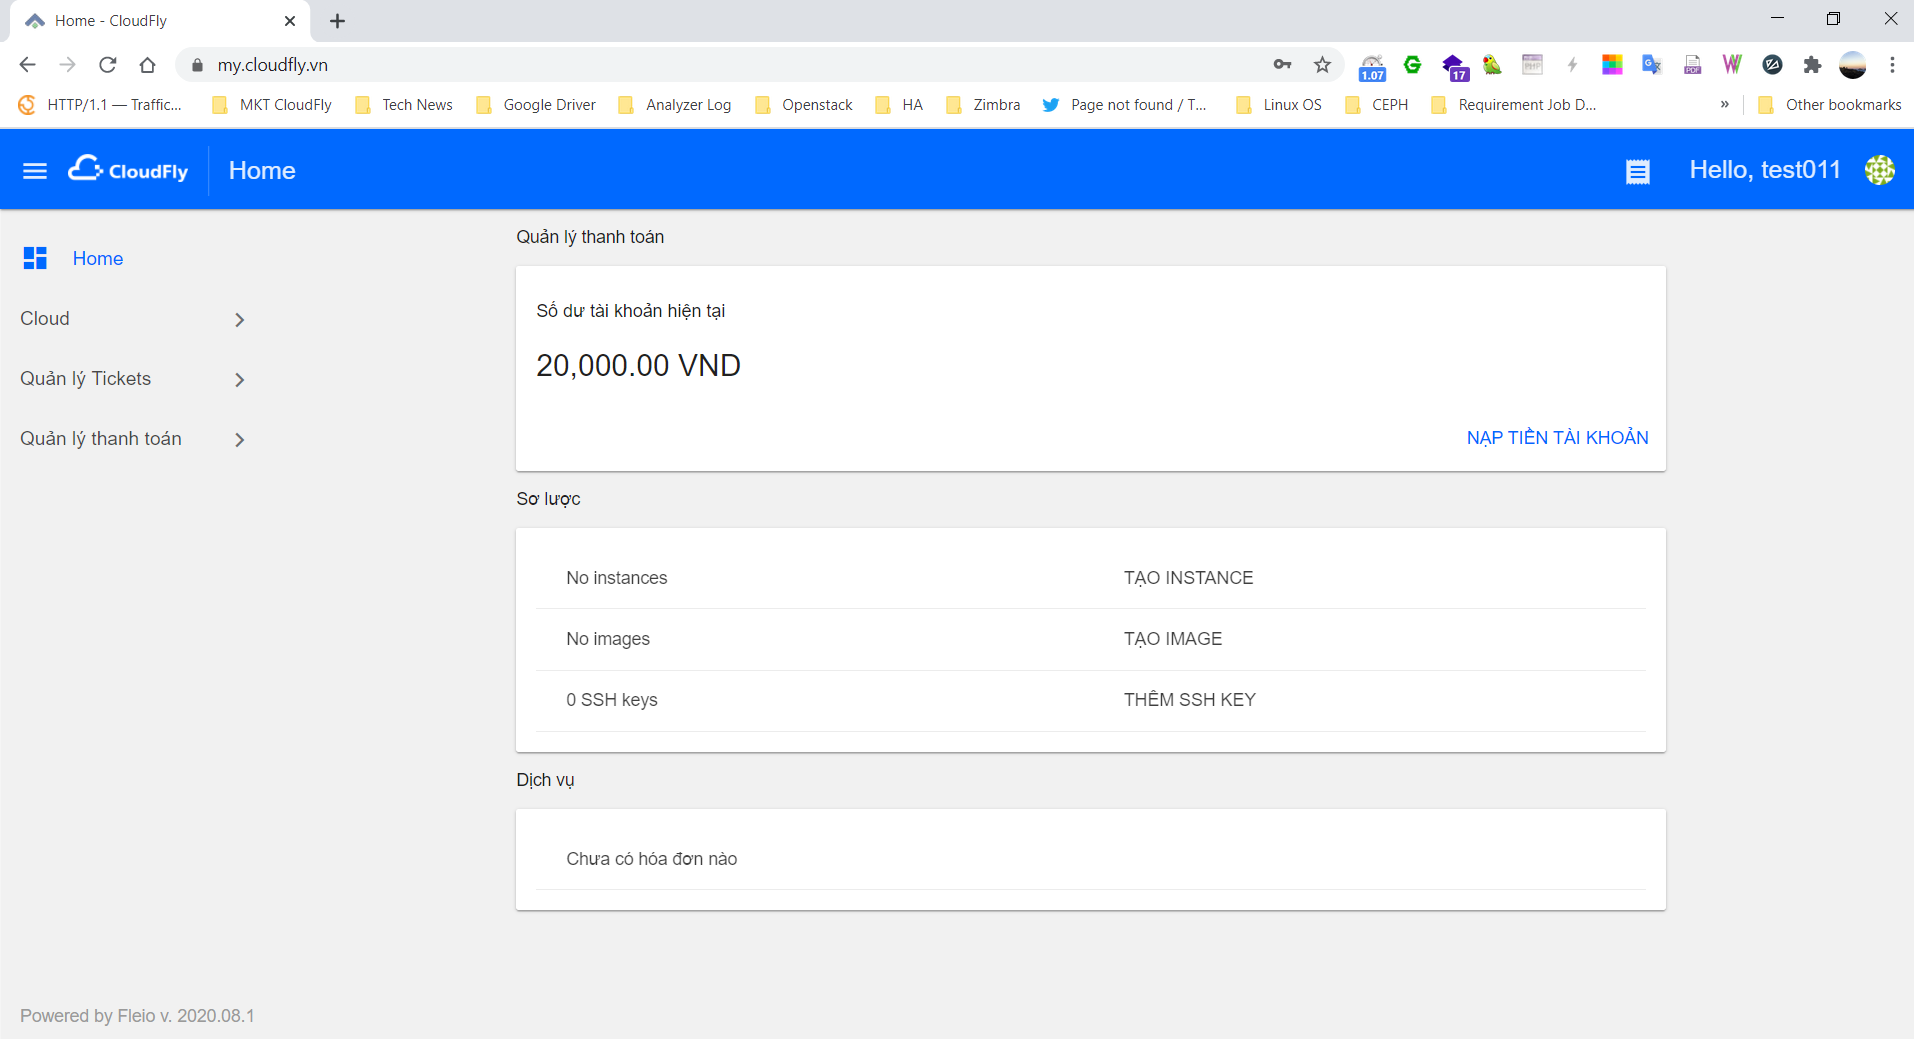 Home - CloudFly
my.cloudfly.vn
1.07
17
HTTP/1.1 — Traffic...
MKT CloudFly
Tech News
Google Driver
Analyzer Log
Openstack
HA
Zimbra
Page not found / T...
Linux OS
CEPH
Requirement Job D...
»
Other bookmarks
CloudFly
Home
Hello, test011
Home
Cloud
Quản lý Tickets
Quản lý thanh toán
Quản lý thanh toán
Số dư tài khoản hiện tại
20,000.00 VND
NẠP TIỀN TÀI KHOẢN
Sơ lược
No instances
TẠO INSTANCE
No images
TẠO IMAGE
0 SSH keys
THÊM SSH KEY
Dịch vụ
Chưa có hóa đơn nào
Powered by Fleio v. 2020.08.1